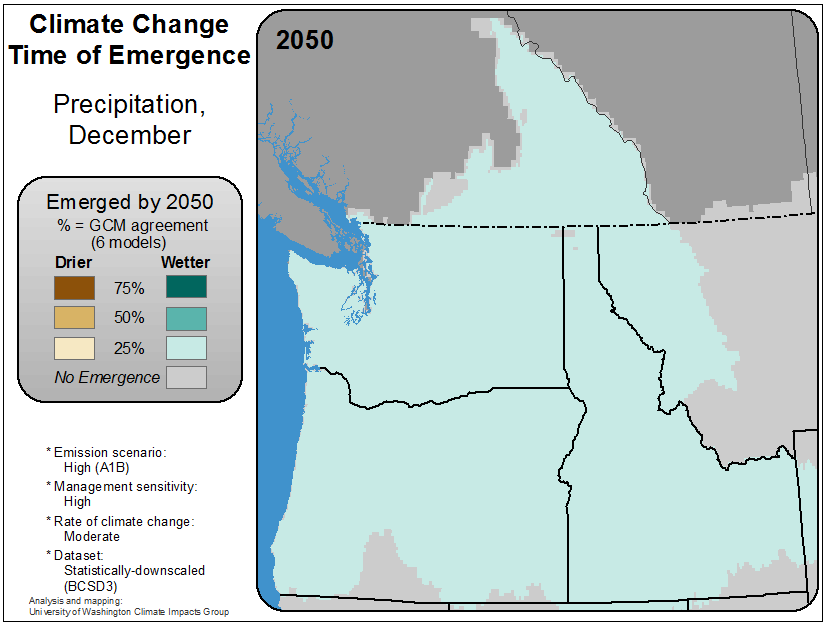 Climate Change
Time of Emergence
Precipitation,
December
Emerged by 2050
% = GCM agreement
(6 models)
Drier Wetter
75%
50%
25%
No Emergence
* Emission scenario:
High (A1B)
* Management sensitivity:
High
* Rate of climate change:
Moderate
* Dataset:
Statistically-downscaled
(BCSD3)
Analysis and mapping:
University of Washington Climate Impacts Group
2050